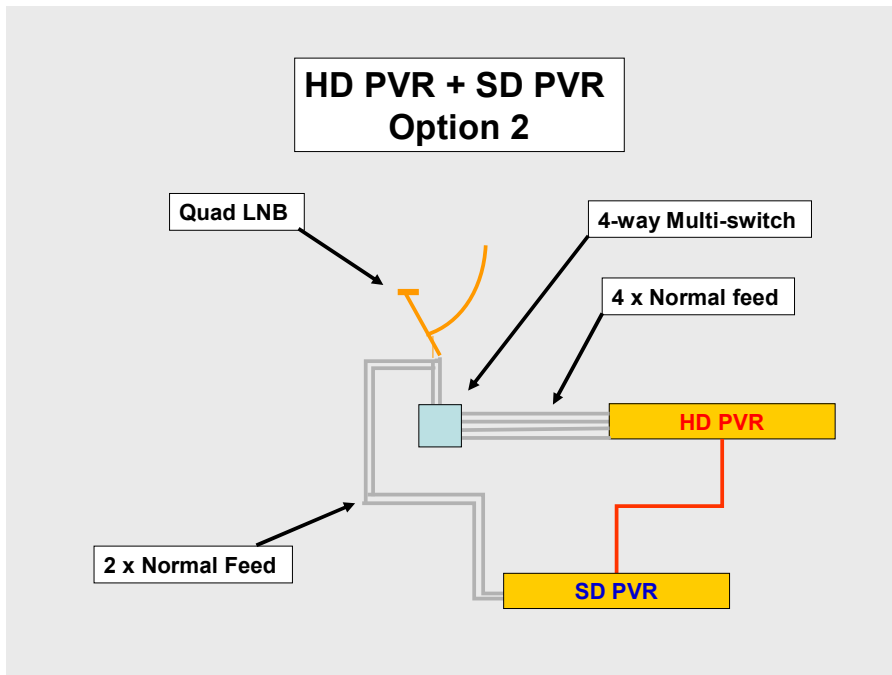 HD PVR + SD PVR
Option 2
Quad LNB
4-way Multi-switch
4 x Normal feed
HD PVR
2 x Normal Feed
SD PVR